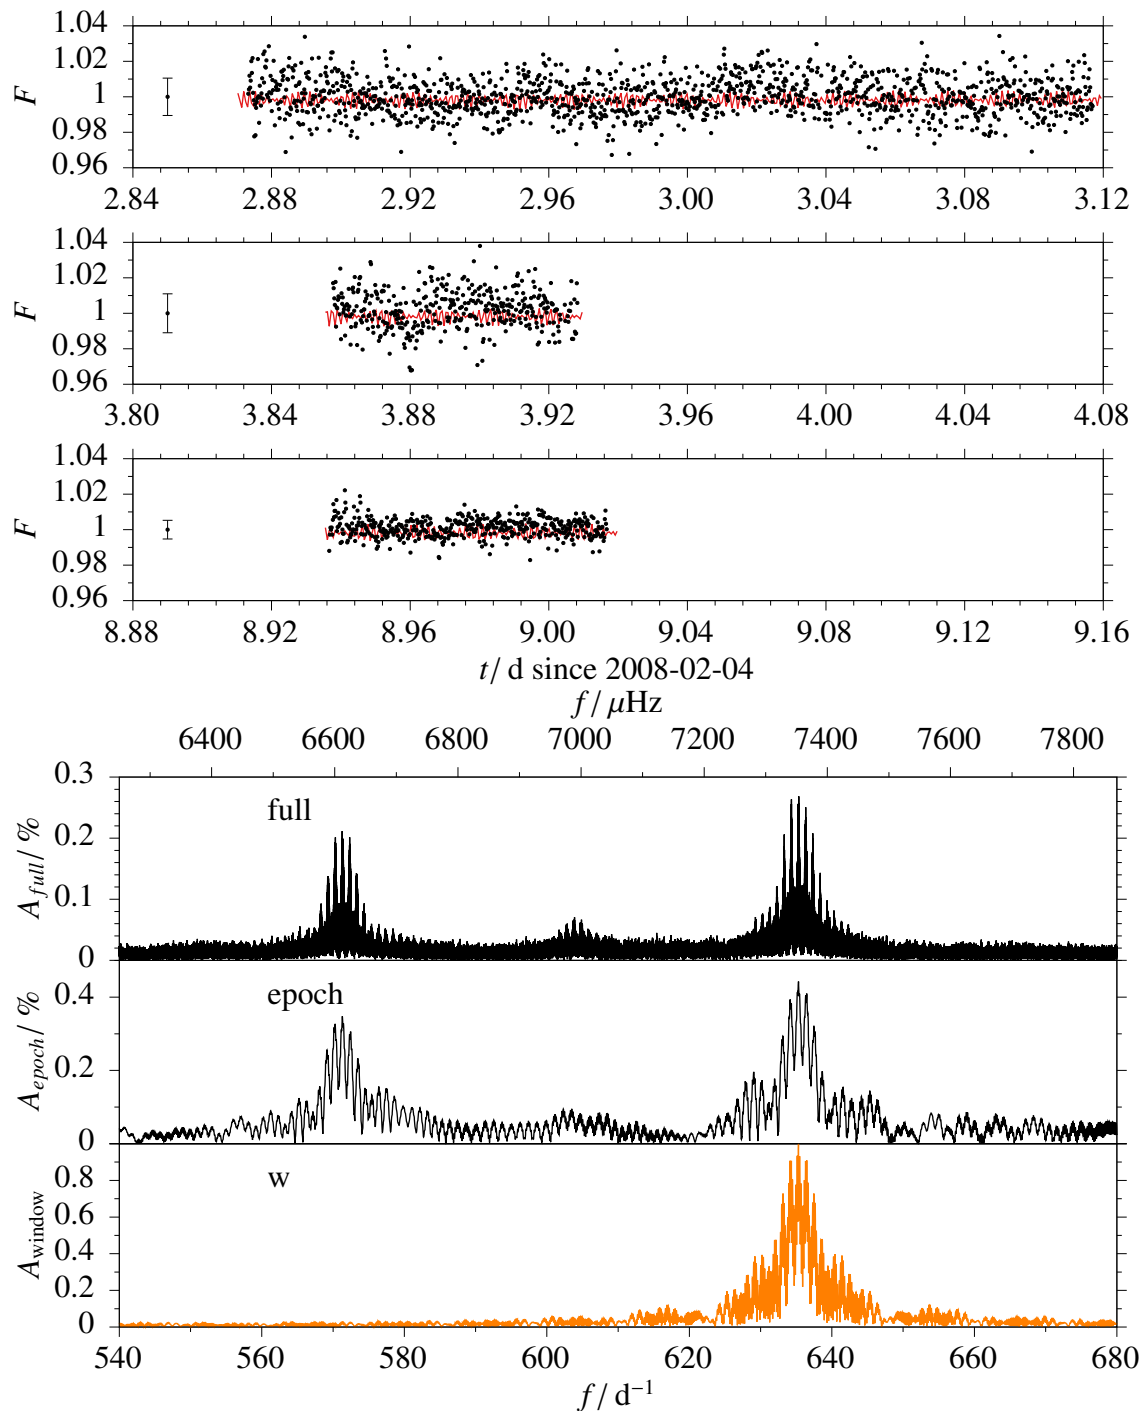 1.04
1.02
1
0.98
0.96
F
2.84 2.88 2.92 2.96 3.00 3.04 3.08 3.12
1.04
1.02
1
0.98
0.96
F
3.80 3.84 3.88 3.92 3.96 4.00 4.04 4.08
1.04
1.02
1
0.98
0.96
F
8.88 8.92 8.96 9.00 9.04 9.08 9.12 9.16
t/ d since 2008-02-04
f / μHz
6400 6600 6800 7000 7200 7400 7600 7800
0.3
0.2
0.1
0
A_full/ %
full
0.4
0.2
0
A_epoch/ %
epoch
0.8
0.6
0.4
0.2
0
A_window
w
540 560 580 600 620 640 660 680
f / d⁻¹